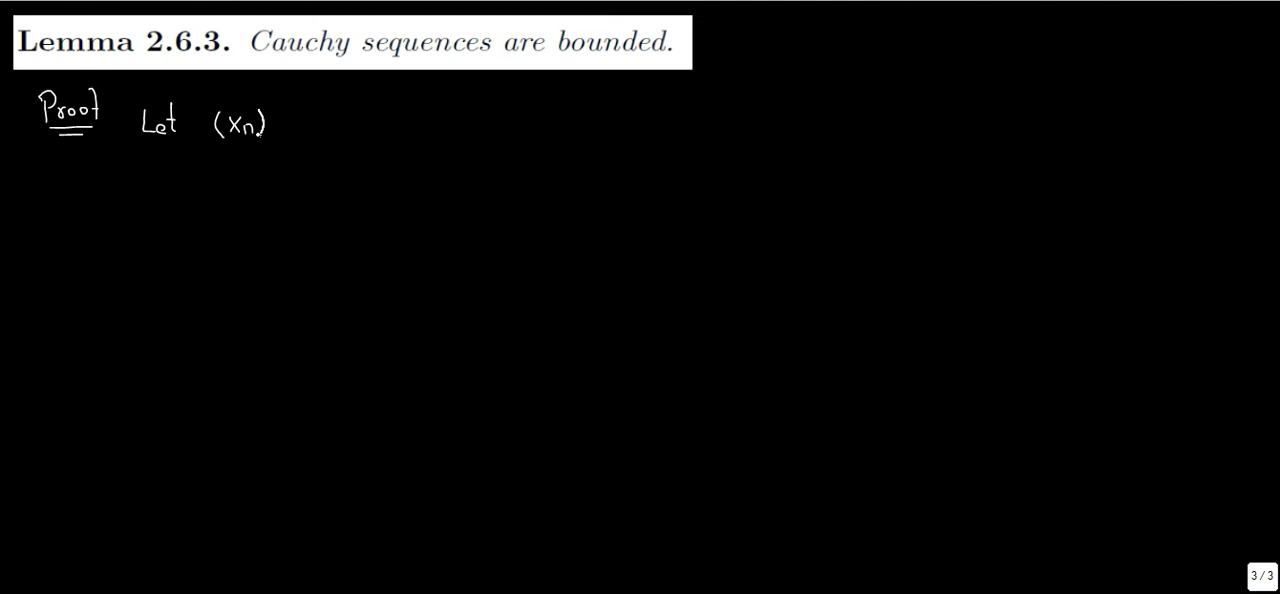 Lemma 2.6.3. Cauchy sequences are bounded.
Proof Let (xn)
3/3